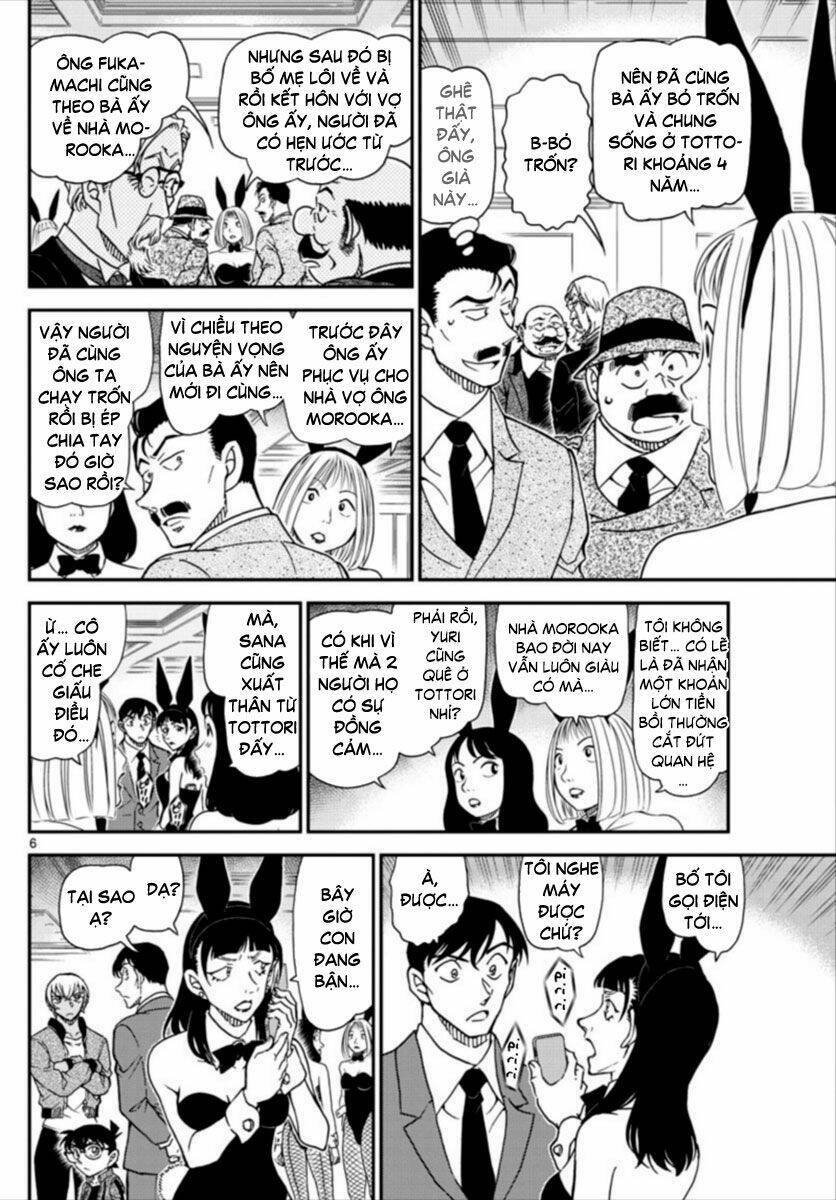 NÊN ĐÃ CÙNG
BÀ ẤY BỎ TRỐN
VÀ CHUNG
SỐNG Ở TOTTO-
RI KHOẢNG 4
NĂM...
B-BỎ
TRỐN?
GHÊ
THẬT
ĐẤY,
ÔNG
GIÀ
NÀY...
NHƯNG SAU ĐÓ BỊ
BỐ MẸ LÔI VỀ VÀ
RỒI KẾT HÔN VỚI VỢ
ÔNG ẤY, NGƯỜI ĐÃ
CÓ HẸN ƯỚC TỪ
TRƯỚC...
ÔNG FUKA-
MACHI CŨNG
THEO BÀ ẤY
VỀ NHÀ MO-
ROOKA...
TRƯỚC ĐÂY
ÔNG ẤY
PHỤC VỤ CHO
NHÀ VỢ ÔNG
MOROOKA...
VÌ CHIỀU THEO
NGUYỆN VỌNG
CỦA BÀ ẤY NÊN
MỚI ĐI CÙNG...
VẬY NGƯỜI
ĐÃ CÙNG
ÔNG TA
CHẠY TRỐN
RỒI BỊ ÉP
CHIA TAY
ĐÓ GIỜ
SAO RỒI?
TÔI KHÔNG
BIẾT... CÓ LẼ
LÀ ĐÃ NHẬN
MỘT KHOẢN
LỚN TIỀN
BỒI THƯỜNG
CẮT ĐỨT
QUAN HỆ
...
NHÀ MOROOKA
BAO ĐỜI NAY
VẪN LUÔN GIÀU
CÓ MÀ...
PHẢI RỒI,
YURI
CŨNG
QUÊ Ở
TOTTORI
NHỈ?
CÓ KHI VÌ
THẾ MÀ 2
NGƯỜI HỌ
CÓ SỰ
ĐỒNG
CẢM...
MÀ,
SANA
CŨNG
XUẤT
THÂN TỪ
TOTTORI
ĐẤY...
Ừ... CÔ
ẤY LUÔN
CỐ CHE
GIẤU
ĐIỀU
ĐÓ...
6
BỐ TÔI
GỌI ĐIỆN
TỚI...
TÔI NGHE
MÁY
ĐƯỢC
CHỨ?
À,
ĐƯỢC...
BÂY
GIỜ
CON
ĐANG
BẬN...
DẠ?
TẠI SAO
Ạ?